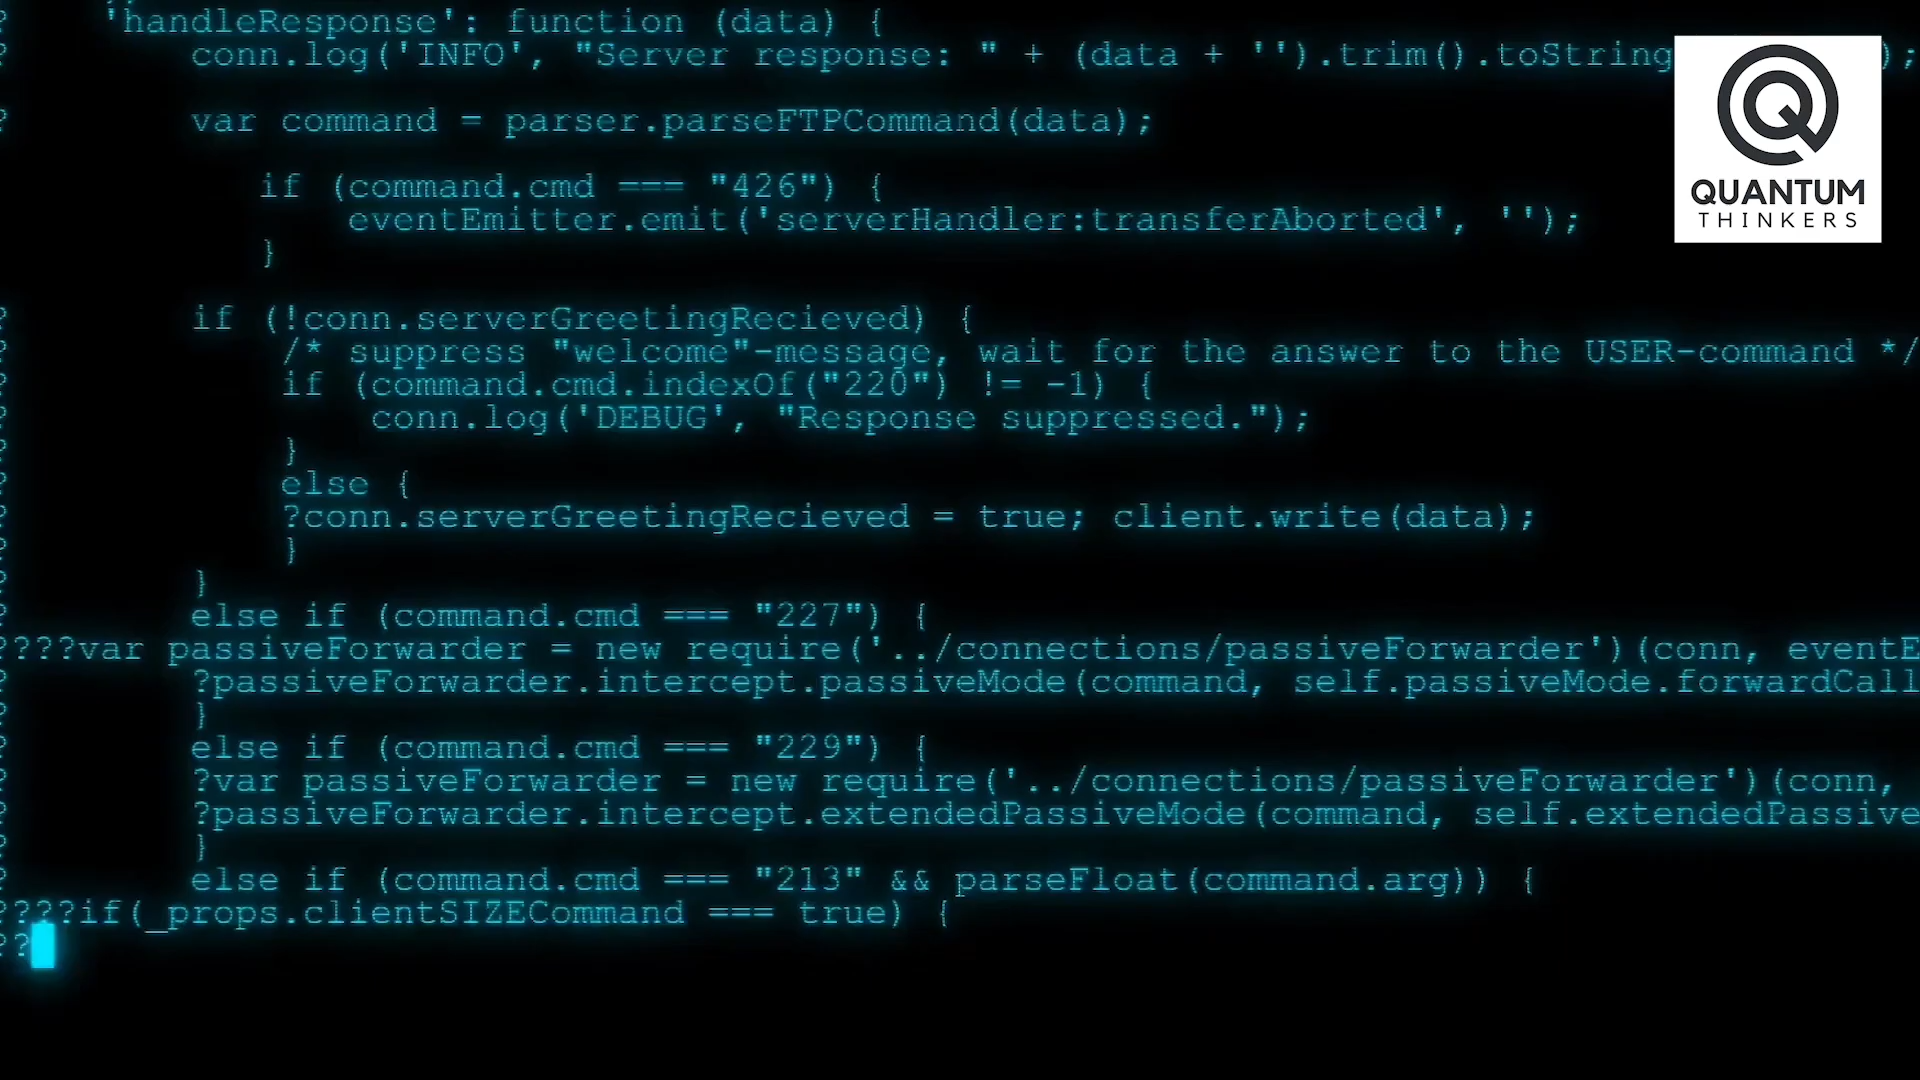 'handleResponse': function (data) {
conn.log('INFO', "Server response: " + (data + '').trim().toString );
var command = parser.parseFTPCommand(data);
if (command.cmd === "426") {
eventEmitter.emit('serverHandler:transferAborted', '');
}
if (!conn.serverGreetingRecieved) {
/* suppress "welcome"-message, wait for the answer to the USER-command */
if (command.cmd.indexOf("220") != -1) {
conn.log('DEBUG', "Response suppressed.");
}
else {
?conn.serverGreetingRecieved = true; client.write(data);
}
}
else if (command.cmd === "227") {
????var passiveForwarder = new require('../connections/passiveForwarder')(conn, eventE
?passiveForwarder.intercept.passiveMode(command, self.passiveMode.forwardCall
}
else if (command.cmd === "229") {
?var passiveForwarder = new require('../connections/passiveForwarder')(conn,
?passiveForwarder.intercept.extendedPassiveMode(command, self.extendedPassive
}
else if (command.cmd === "213" && parseFloat(command.arg)) {
????if(_props.clientSIZECommand === true) {
??
QUANTUM
THINKERS